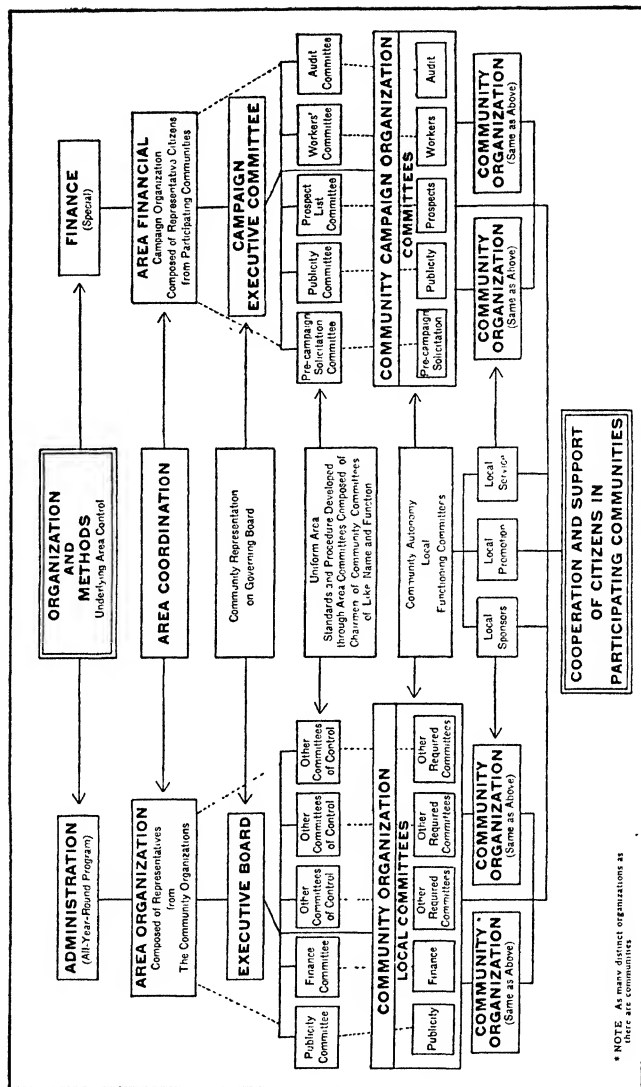 ORGANIZATION
AND
METHODS
Underlying Area Control
ADMINISTRATION
(All-Year-Round Program)
FINANCE
(Special)
AREA ORGANIZATION
Composed of Representatives
from
The Community Organizations
AREA COORDINATION
AREA FINANCIAL
Campaign Organization
Composed of Representative Citizens
from Participating Communities
EXECUTIVE BOARD
Community Representation
on Governing Board
CAMPAIGN
EXECUTIVE COMMITTEE
Publicity
Committee
Finance
Committee
Other
Committees
of Control
Other
Committees
of Control
Other
Committees
of Control
Uniform Area
Standards and Procedure Developed
through Area Committees Composed of
Chairmen of Community Committees
of Like Name and Function
Pre-campaign
Solicitation
Committee
Publicity
Committee
Prospect
List
Committee
Workers'
Committee
Audit
Committee
COMMUNITY ORGANIZATION
LOCAL COMMITTEES
Publicity
Finance
Other
Required
Committees
Other
Required
Committees
Other
Required
Committees
Community Autonomy
Local
Functioning Committees
COMMUNITY CAMPAIGN ORGANIZATION
COMMITTEES
Pre-campaign
Solicitation
Publicity
Prospects
Workers
Audit
COMMUNITY *
ORGANIZATION
(Same as Above)
COMMUNITY
ORGANIZATION
(Same as Above)
Local
Sponsors
Local
Promotion
Local
Service
COMMUNITY
ORGANIZATION
(Same as Above)
COMMUNITY
ORGANIZATION
(Same as Above)
COOPERATION AND SUPPORT
OF CITIZENS IN
PARTICIPATING COMMUNITIES
* NOTE As many distinct organizations as
there are communities